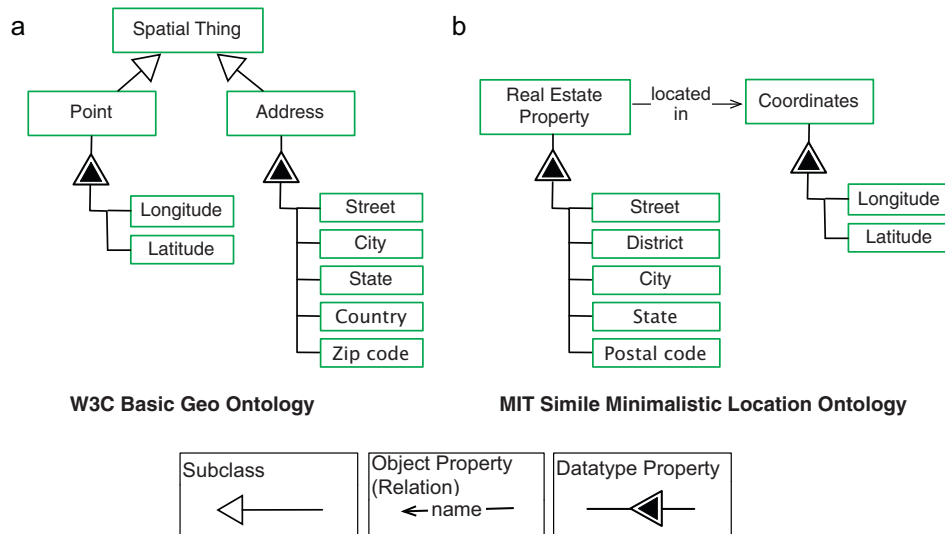 a
Spatial Thing
Point
Address
Longitude
Latitude
Street
City
State
Country
Zip code
W3C Basic Geo Ontology
b
Real Estate
Property
located
in
Coordinates
Street
District
City
State
Postal code
Longitude
Latitude
MIT Simile Minimalistic Location Ontology
Subclass
Object Property
(Relation)
name
Datatype Property